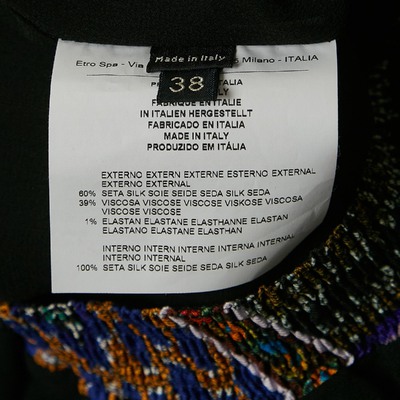 Made in Italy
Etro Spa - Via Milano - ITALIA
38
FABRIQUE EN ITALIE
IN ITALIEN HERGESTELLT
FABRICADO EN ITALIA
MADE IN ITALY
PRODUZIDO EM ITÁLIA
EXTERNO EXTERN EXTERNE ESTERNO EXTERNAL
EXTERNO EXTERNAL
60% SETA SILK SOIE SEIDE SEDA SILK SEDA
39% VISCOSA VISCOSE VISCOSE VISKOSE VISCOSA
VISCOSE VISCOSE
1% ELASTAN ELASTANE ELASTHANNE ELASTAN
ELASTANO ELASTANE ELASTHAN
INTERNO INTERN INTERNE INTERNA INTERNAL
INTERNO INTERNAL
100% SETA SILK SOIE SEIDE SEDA SILK SEDA